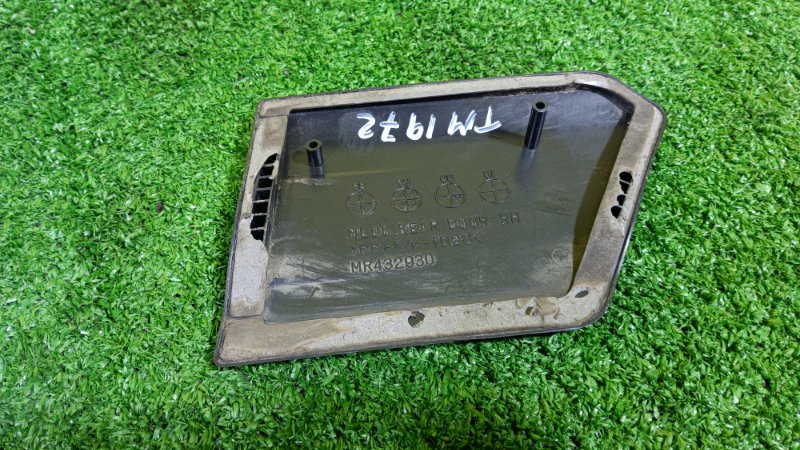 TM 1972
MLDG REAR DOOR RH
MR432930